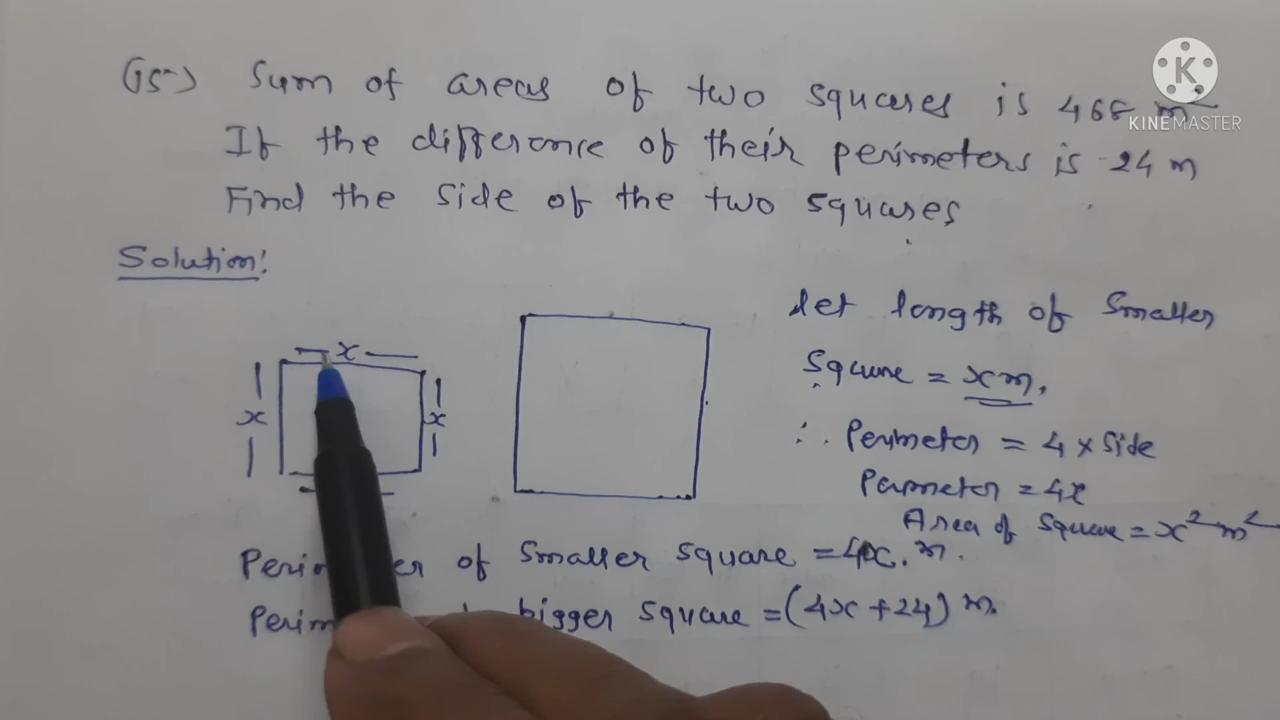 15) Sum of areas of two squares is 468 m²
If the difference of their perimeters is 24 m
Find the side of the two squares
Solution:
x
x
x
let length of Smaller
Square = x m.
∴ Perimeter = 4 × Side
Perimeter = 4x
Area of Square = x² m²
of Smaller square = 4x. m.
bigger square = (4x + 24) m
K
KINEMASTER